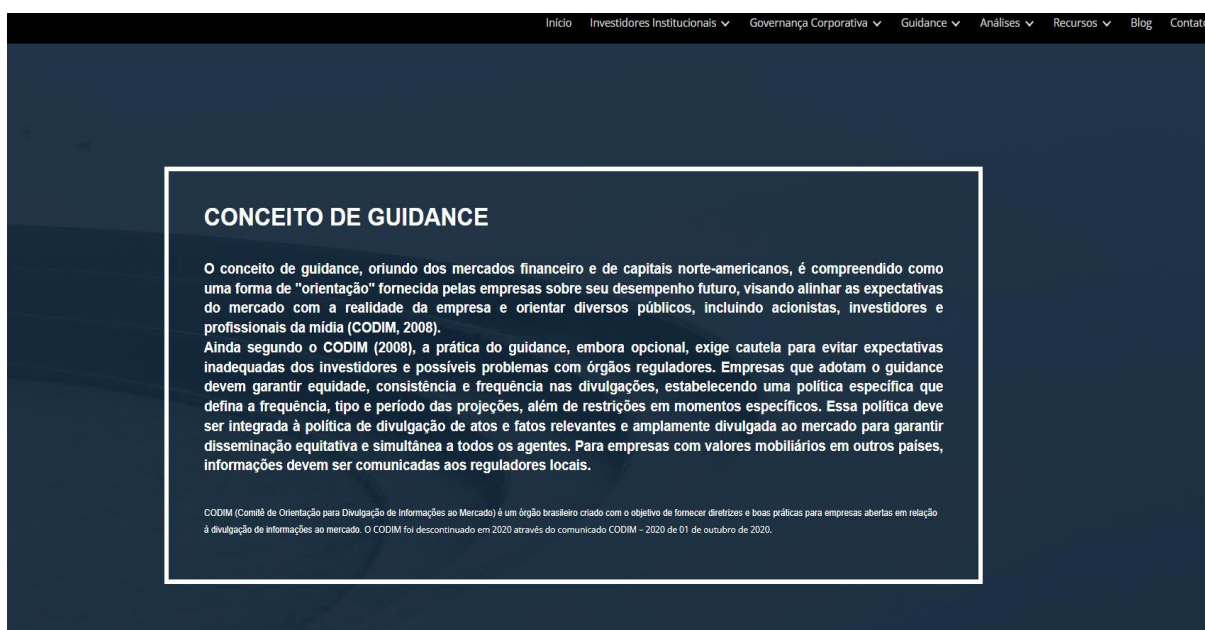 Início Investidores Institucionais Governança Corporativa Guidance Análises Recursos Blog Contato
CONCEITO DE GUIDANCE
O conceito de guidance, oriundo dos mercados financeiro e de capitais norte-americanos, é compreendido como
uma forma de "orientação" fornecida pelas empresas sobre seu desempenho futuro, visando alinhar as expectativas
do mercado com a realidade da empresa e orientar diversos públicos, incluindo acionistas, investidores e
profissionais da mídia (CODIM, 2008).
Ainda segundo o CODIM (2008), a prática do guidance, embora opcional, exige cautela para evitar expectativas
inadequadas dos investidores e possíveis problemas com órgãos reguladores. Empresas que adotam o guidance
devem garantir equidade, consistência e frequência nas divulgações, estabelecendo uma política específica que
defina a frequência, tipo e período das projeções, além de restrições em momentos específicos. Essa política deve
ser integrada à política de divulgação de atos e fatos relevantes e amplamente divulgada ao mercado para garantir
disseminação equitativa e simultânea a todos os agentes. Para empresas com valores mobiliários em outros países,
informações devem ser comunicadas aos reguladores locais.
CODIM (Comitê de Orientação para Divulgação de Informações ao Mercado) é um órgão brasileiro criado com o objetivo de fornecer diretrizes e boas práticas para empresas abertas em relação
à divulgação de informações ao mercado. O CODIM foi descontinuado em 2020 através do comunicado CODIM – 2020 de 01 de outubro de 2020.